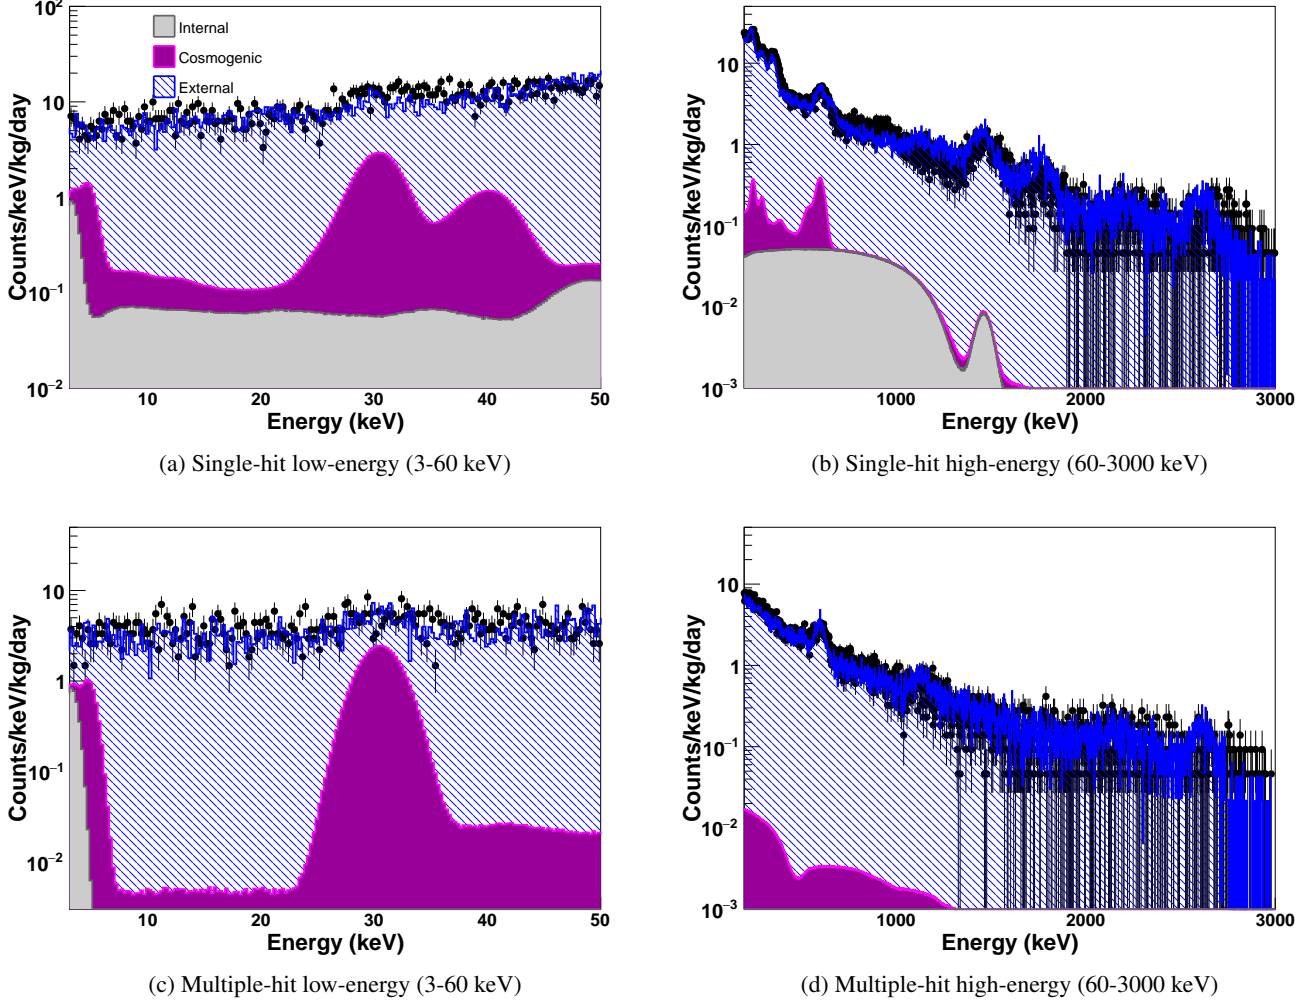 10²
10
1
10⁻¹
10⁻²
Counts/keV/kg/day
Internal
Cosmogenic
External
10 20 30 40 50
Energy (keV)
(a) Single-hit low-energy (3-60 keV)
10
1
10⁻¹
10⁻²
10⁻³
Counts/keV/kg/day
1000 2000 3000
Energy (keV)
(b) Single-hit high-energy (60-3000 keV)
10
1
10⁻¹
10⁻²
Counts/keV/kg/day
10 20 30 40 50
Energy (keV)
(c) Multiple-hit low-energy (3-60 keV)
10
1
10⁻¹
10⁻²
10⁻³
Counts/keV/kg/day
1000 2000 3000
Energy (keV)
(d) Multiple-hit high-energy (60-3000 keV)